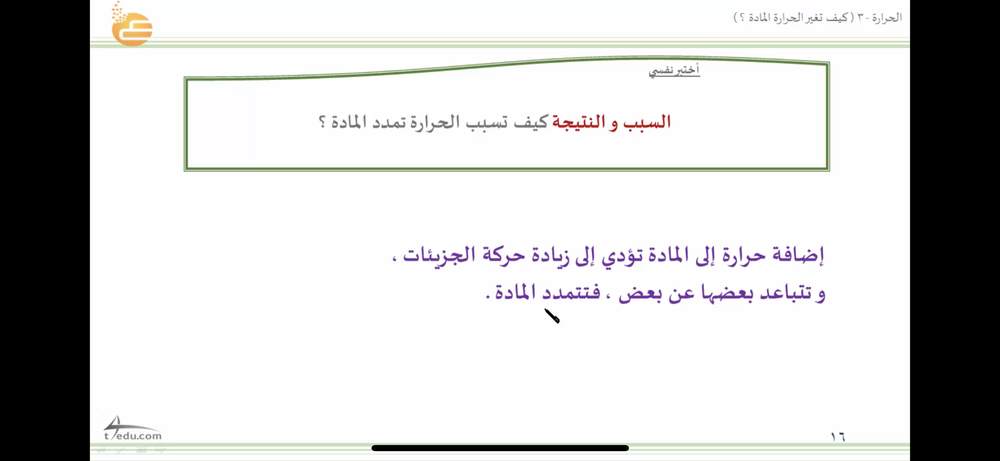 الحرارة - ٣ ( كيف تغير الحرارة المادة ؟ )
أختبر نفسي
السبب و النتيجة كيف تسبب الحرارة تمدد المادة ؟
إضافة حرارة إلى المادة تؤدي إلى زيادة حركة الجزيئات ،
و تتباعد بعضها عن بعض ، فتتمدد المادة .
t4edu.com
١٦